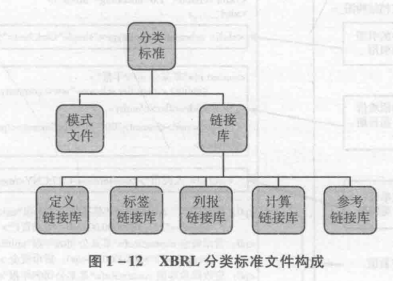 分类
标准
模式
文件
链接
库
定义
链接库
标签
链接库
列报
链接库
计算
链接库
参考
链接库
图 1-12 XBRL 分类标准文件构成